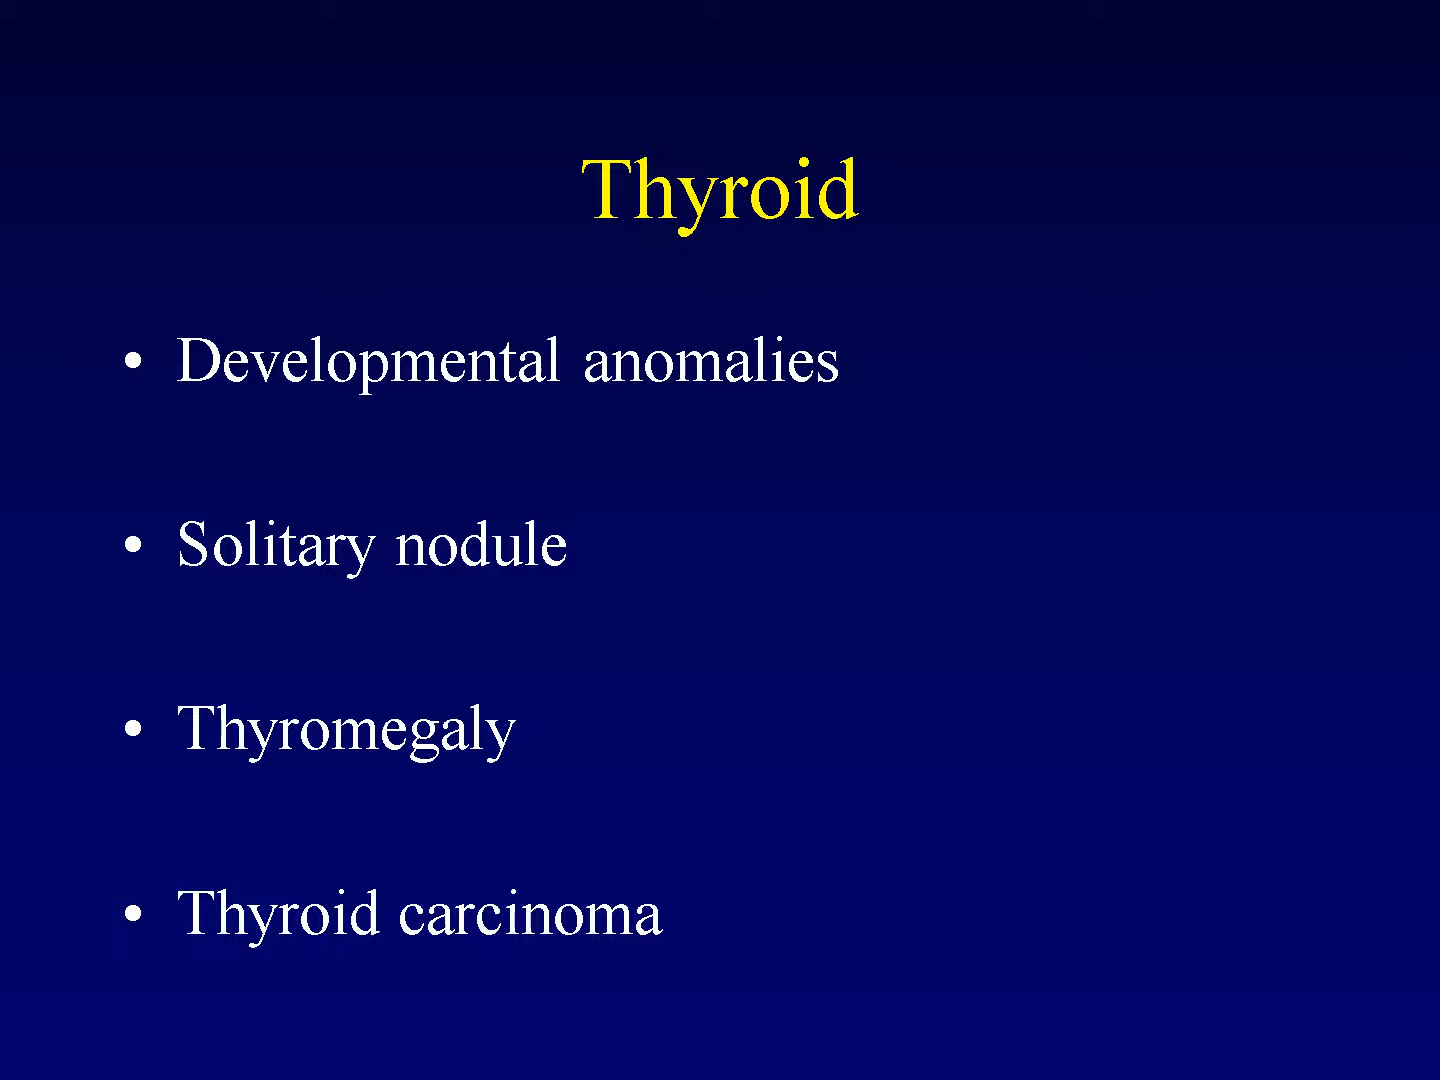 Thyroid
• Developmental anomalies
• Solitary nodule
• Thyromegaly
• Thyroid carcinoma